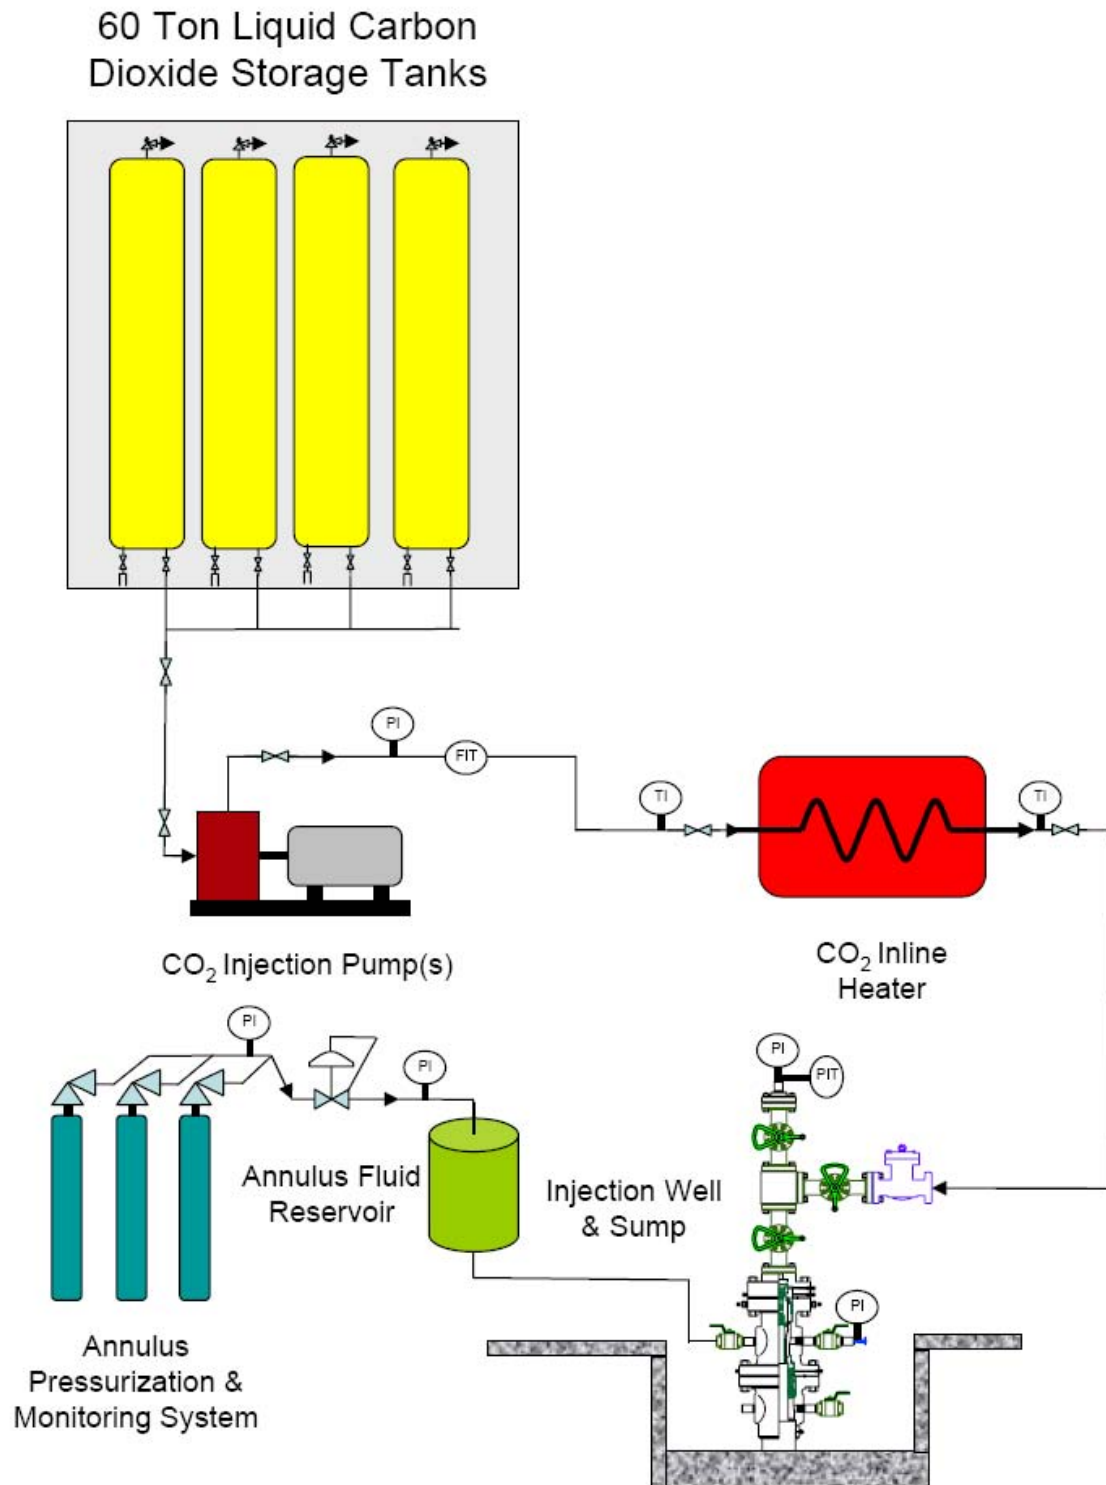 60 Ton Liquid Carbon
Dioxide Storage Tanks
PI
FIT
TI
TI
CO₂ Injection Pump(s)
CO₂ Inline
Heater
PI
PI
PI
PIT
Annulus Fluid
Reservoir
Injection Well
& Sump
PI
Annulus
Pressurization &
Monitoring System